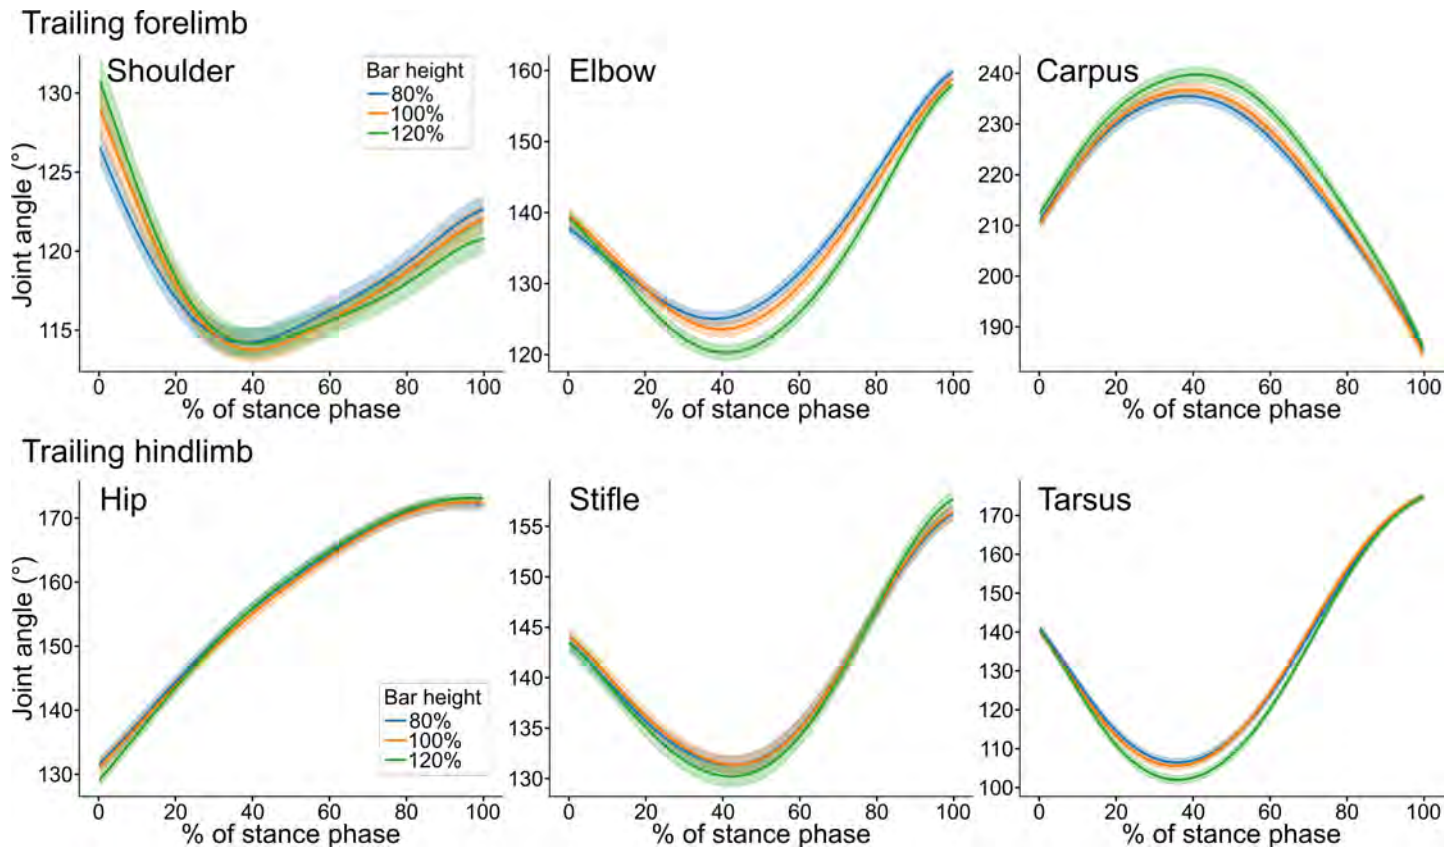 Trailing forelimb
Shoulder
Bar height
80%
100%
120%
Joint angle (°)
130
125
120
115
0 20 40 60 80 100
% of stance phase
Elbow
160
150
140
130
120
0 20 40 60 80 100
% of stance phase
Carpus
240
230
220
210
200
190
0 20 40 60 80 100
% of stance phase
Trailing hindlimb
Hip
Bar height
80%
100%
120%
Joint angle (°)
170
160
150
140
130
0 20 40 60 80 100
% of stance phase
Stifle
155
150
145
140
135
130
0 20 40 60 80 100
% of stance phase
Tarsus
170
160
150
140
130
120
110
100
0 20 40 60 80 100
% of stance phase